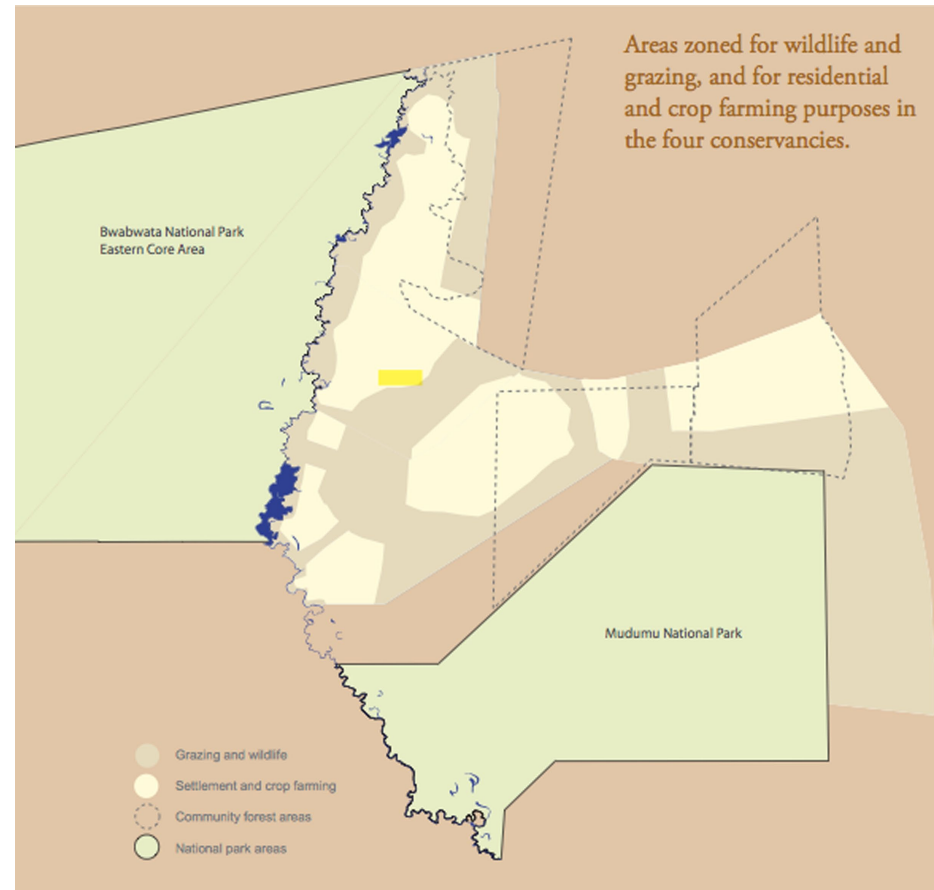 Areas zoned for wildlife and
grazing, and for residential
and crop farming purposes in
the four conservancies.
Bwabwata National Park
Eastern Core Area
Mudumu National Park
Grazing and wildlife
Settlement and crop farming
Community forest areas
National park areas